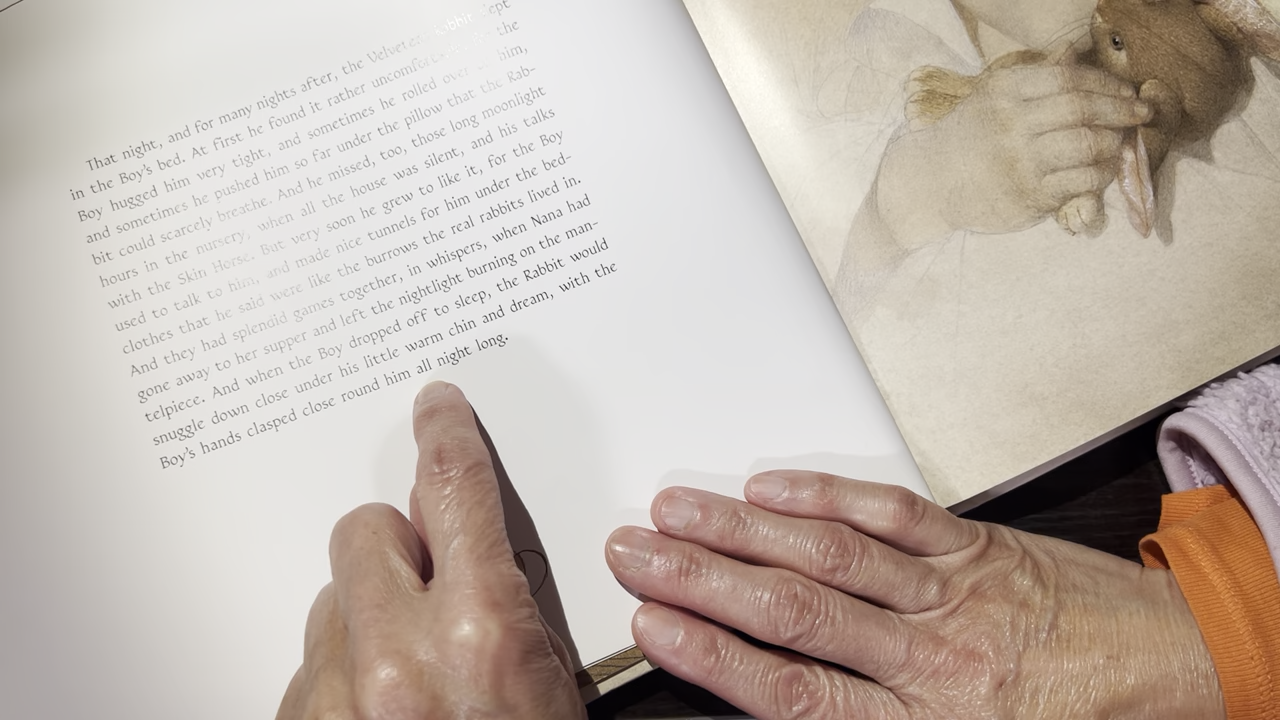 That night, and for many nights after, the Velveteen Rabbit slept
in the Boy's bed. At first he found it rather uncomfortable, for the
Boy hugged him very tight, and sometimes he rolled over on him,
and sometimes he pushed him so far under the pillow that the Rab-
bit could scarcely breathe. And he missed, too, those long moonlight
hours in the nursery, when all the house was silent, and his talks
with the Skin Horse. But very soon he grew to like it, for the Boy
used to talk to him, and made nice tunnels for him under the bed-
clothes that he said were like the burrows the real rabbits lived in.
And they had splendid games together, in whispers, when Nana had
gone away to her supper and left the nightlight burning on the man-
telpiece. And when the Boy dropped off to sleep, the Rabbit would
snuggle down close under his little warm chin and dream, with the
Boy's hands clasped close round him all night long.